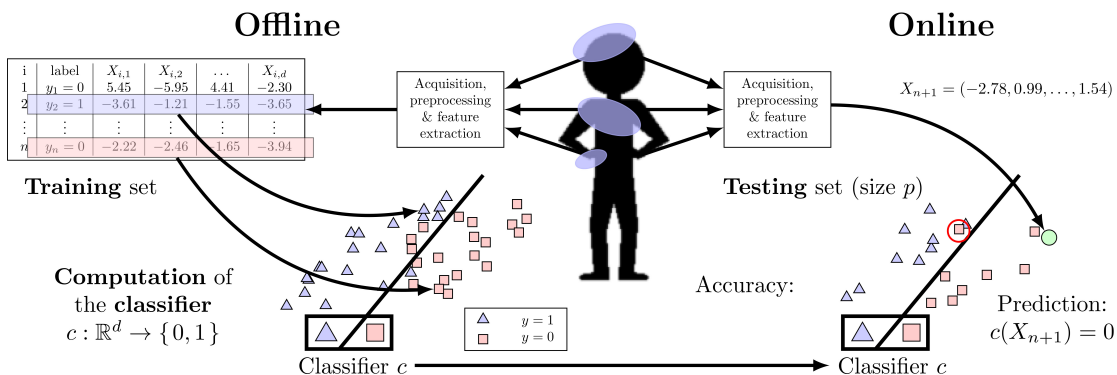 Offline
Online
i label X_{i,1} X_{i,2} … X_{i,d}
1 y_1 = 0 5.45 −5.95 4.41 −2.30
2 y_2 = 1 −3.61 −1.21 −1.55 −3.65
⋮ ⋮ ⋮ ⋮ ⋮ ⋮
n y_n = 0 −2.22 −2.46 −1.65 −3.94
Training set
Acquisition,
preprocessing
& feature
extraction
Acquisition,
preprocessing
& feature
extraction
X_{n+1} = (−2.78, 0.99, … , 1.54)
Testing set (size p)
Computation of
the classifier
c : ℝ^d → {0, 1}
y = 1
y = 0
Classifier c
Accuracy:
Prediction:
c(X_{n+1}) = 0
Classifier c